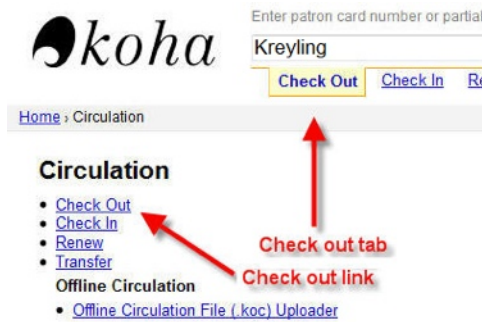 koha
Enter patron card number or partial
Kreyling
Check Out Check In
Home › Circulation
Circulation
• Check Out
• Check In
• Renew
• Transfer
Offline Circulation
• Offline Circulation File (.koc) Uploader
Check out tab
Check out link